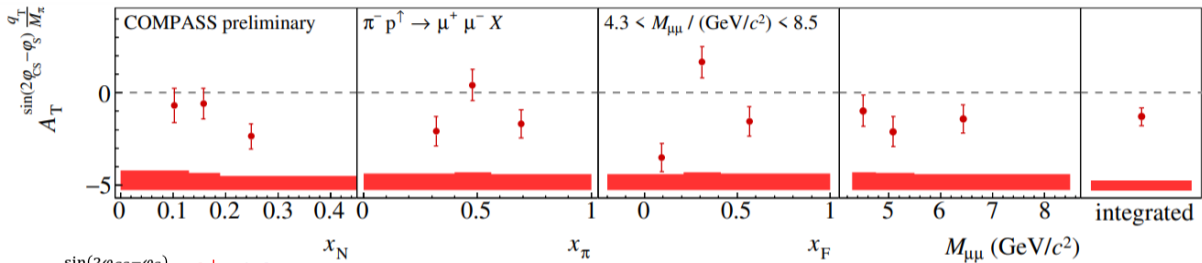 A_T^{sin(2φ_CS−φ_S) q_T/M_π}
COMPASS preliminary
π⁻ p↑ → μ⁺ μ⁻ X
4.3 < M_μμ / (GeV/c²) < 8.5
0
−5
0 0.1 0.2 0.3 0.4
0 0.5 1
0 0.5 1
5 6 7 8
integrated
x_N
x_π
x_F
M_μμ (GeV/c²)